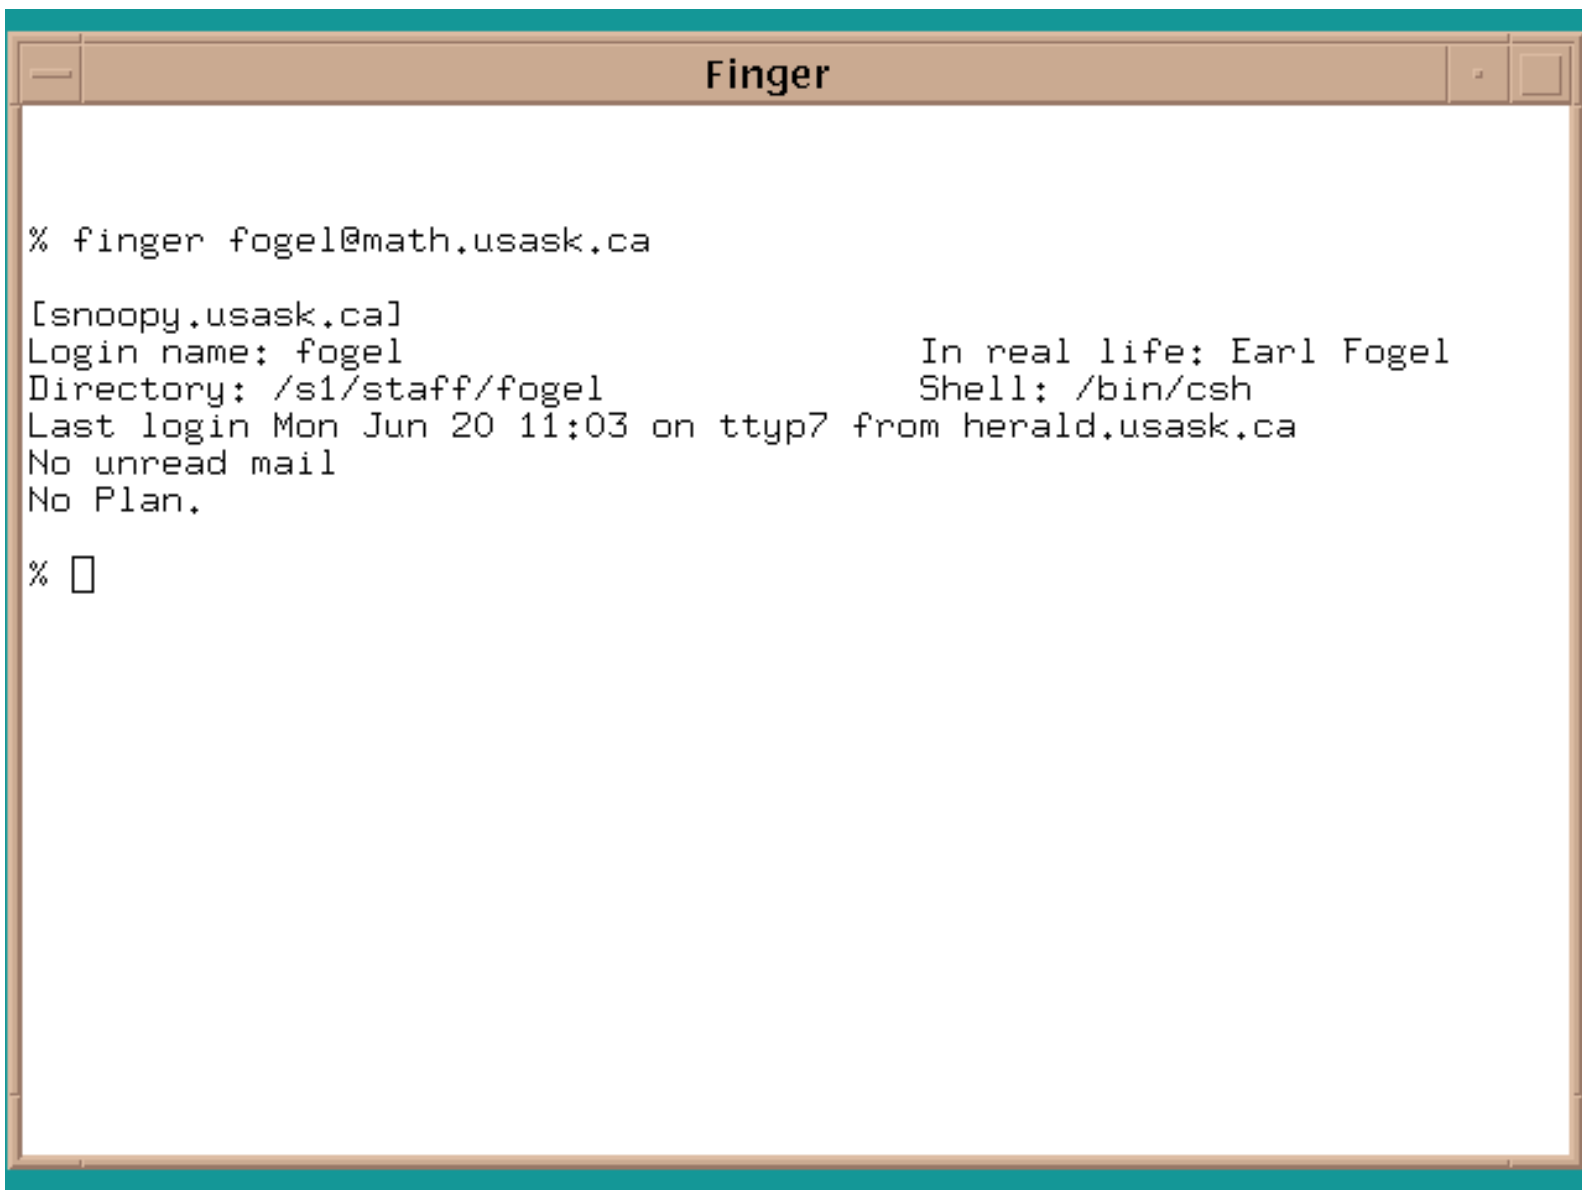 Finger
% finger fogel@math.usask.ca
[snoopy.usask.ca]
Login name: fogel In real life: Earl Fogel
Directory: /s1/staff/fogel Shell: /bin/csh
Last login Mon Jun 20 11:03 on ttyp7 from herald.usask.ca
No unread mail
No Plan.
%